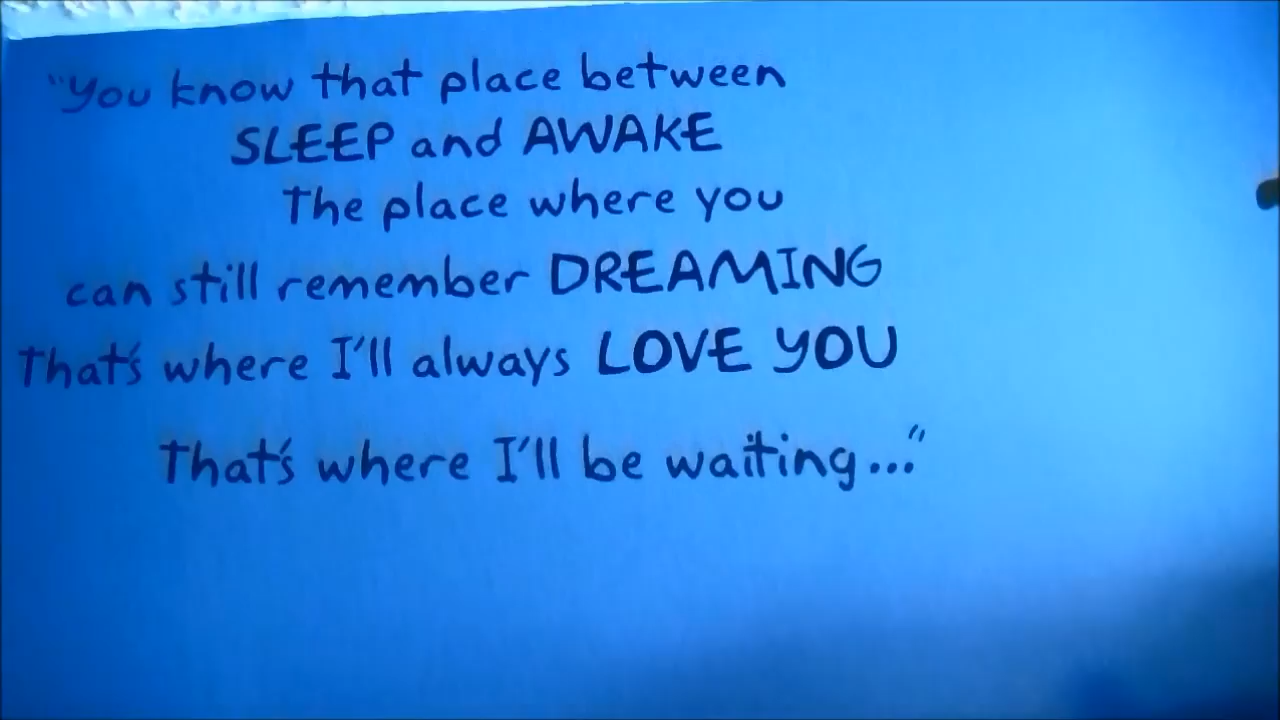 "You know that place between
SLEEP and AWAKE
The place where you
can still remember DREAMING
That's where I'll always LOVE YOU
That's where I'll be waiting..."